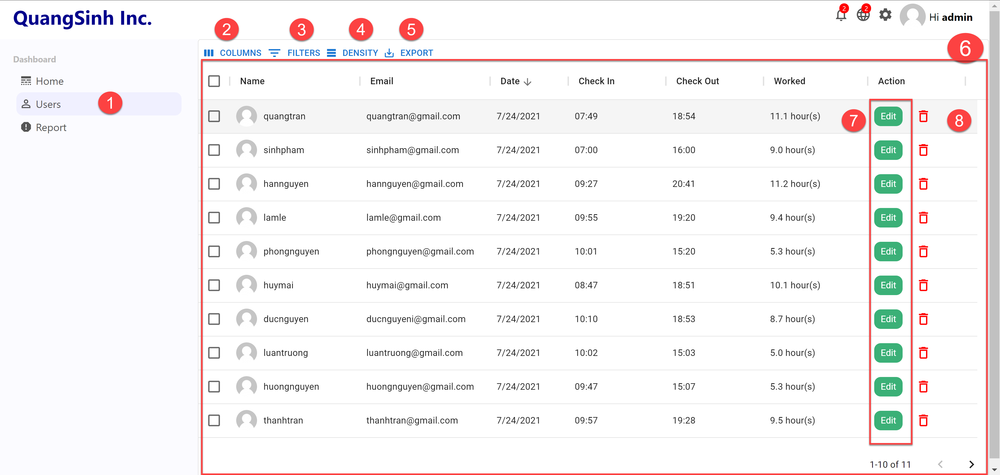 QuangSinh Inc.
2 2 Hi admin
2 3 4 5 6
COLUMNS FILTERS DENSITY EXPORT
Dashboard
Home
Users 1
Report
Name Email Date Check In Check Out Worked Action
quangtran quangtran@gmail.com 7/24/2021 07:49 18:54 11.1 hour(s) 7 Edit 8
sinhpham sinhpham@gmail.com 7/24/2021 07:00 16:00 9.0 hour(s) Edit
hannguyen hannguyen@gmail.com 7/24/2021 09:27 20:41 11.2 hour(s) Edit
lamle lamle@gmail.com 7/24/2021 09:55 19:20 9.4 hour(s) Edit
phongnguyen phongnguyen@gmail.com 7/24/2021 10:01 15:20 5.3 hour(s) Edit
huymai huymai@gmail.com 7/24/2021 08:47 18:51 10.1 hour(s) Edit
ducnguyen ducnguyeni@gmail.com 7/24/2021 10:10 18:53 8.7 hour(s) Edit
luantruong luantruong@gmail.com 7/24/2021 10:02 15:03 5.0 hour(s) Edit
huongnguyen huongnguyen@gmail.com 7/24/2021 09:47 15:07 5.3 hour(s) Edit
thanhtran thanhtran@gmail.com 7/24/2021 09:57 19:28 9.5 hour(s) Edit
1-10 of 11